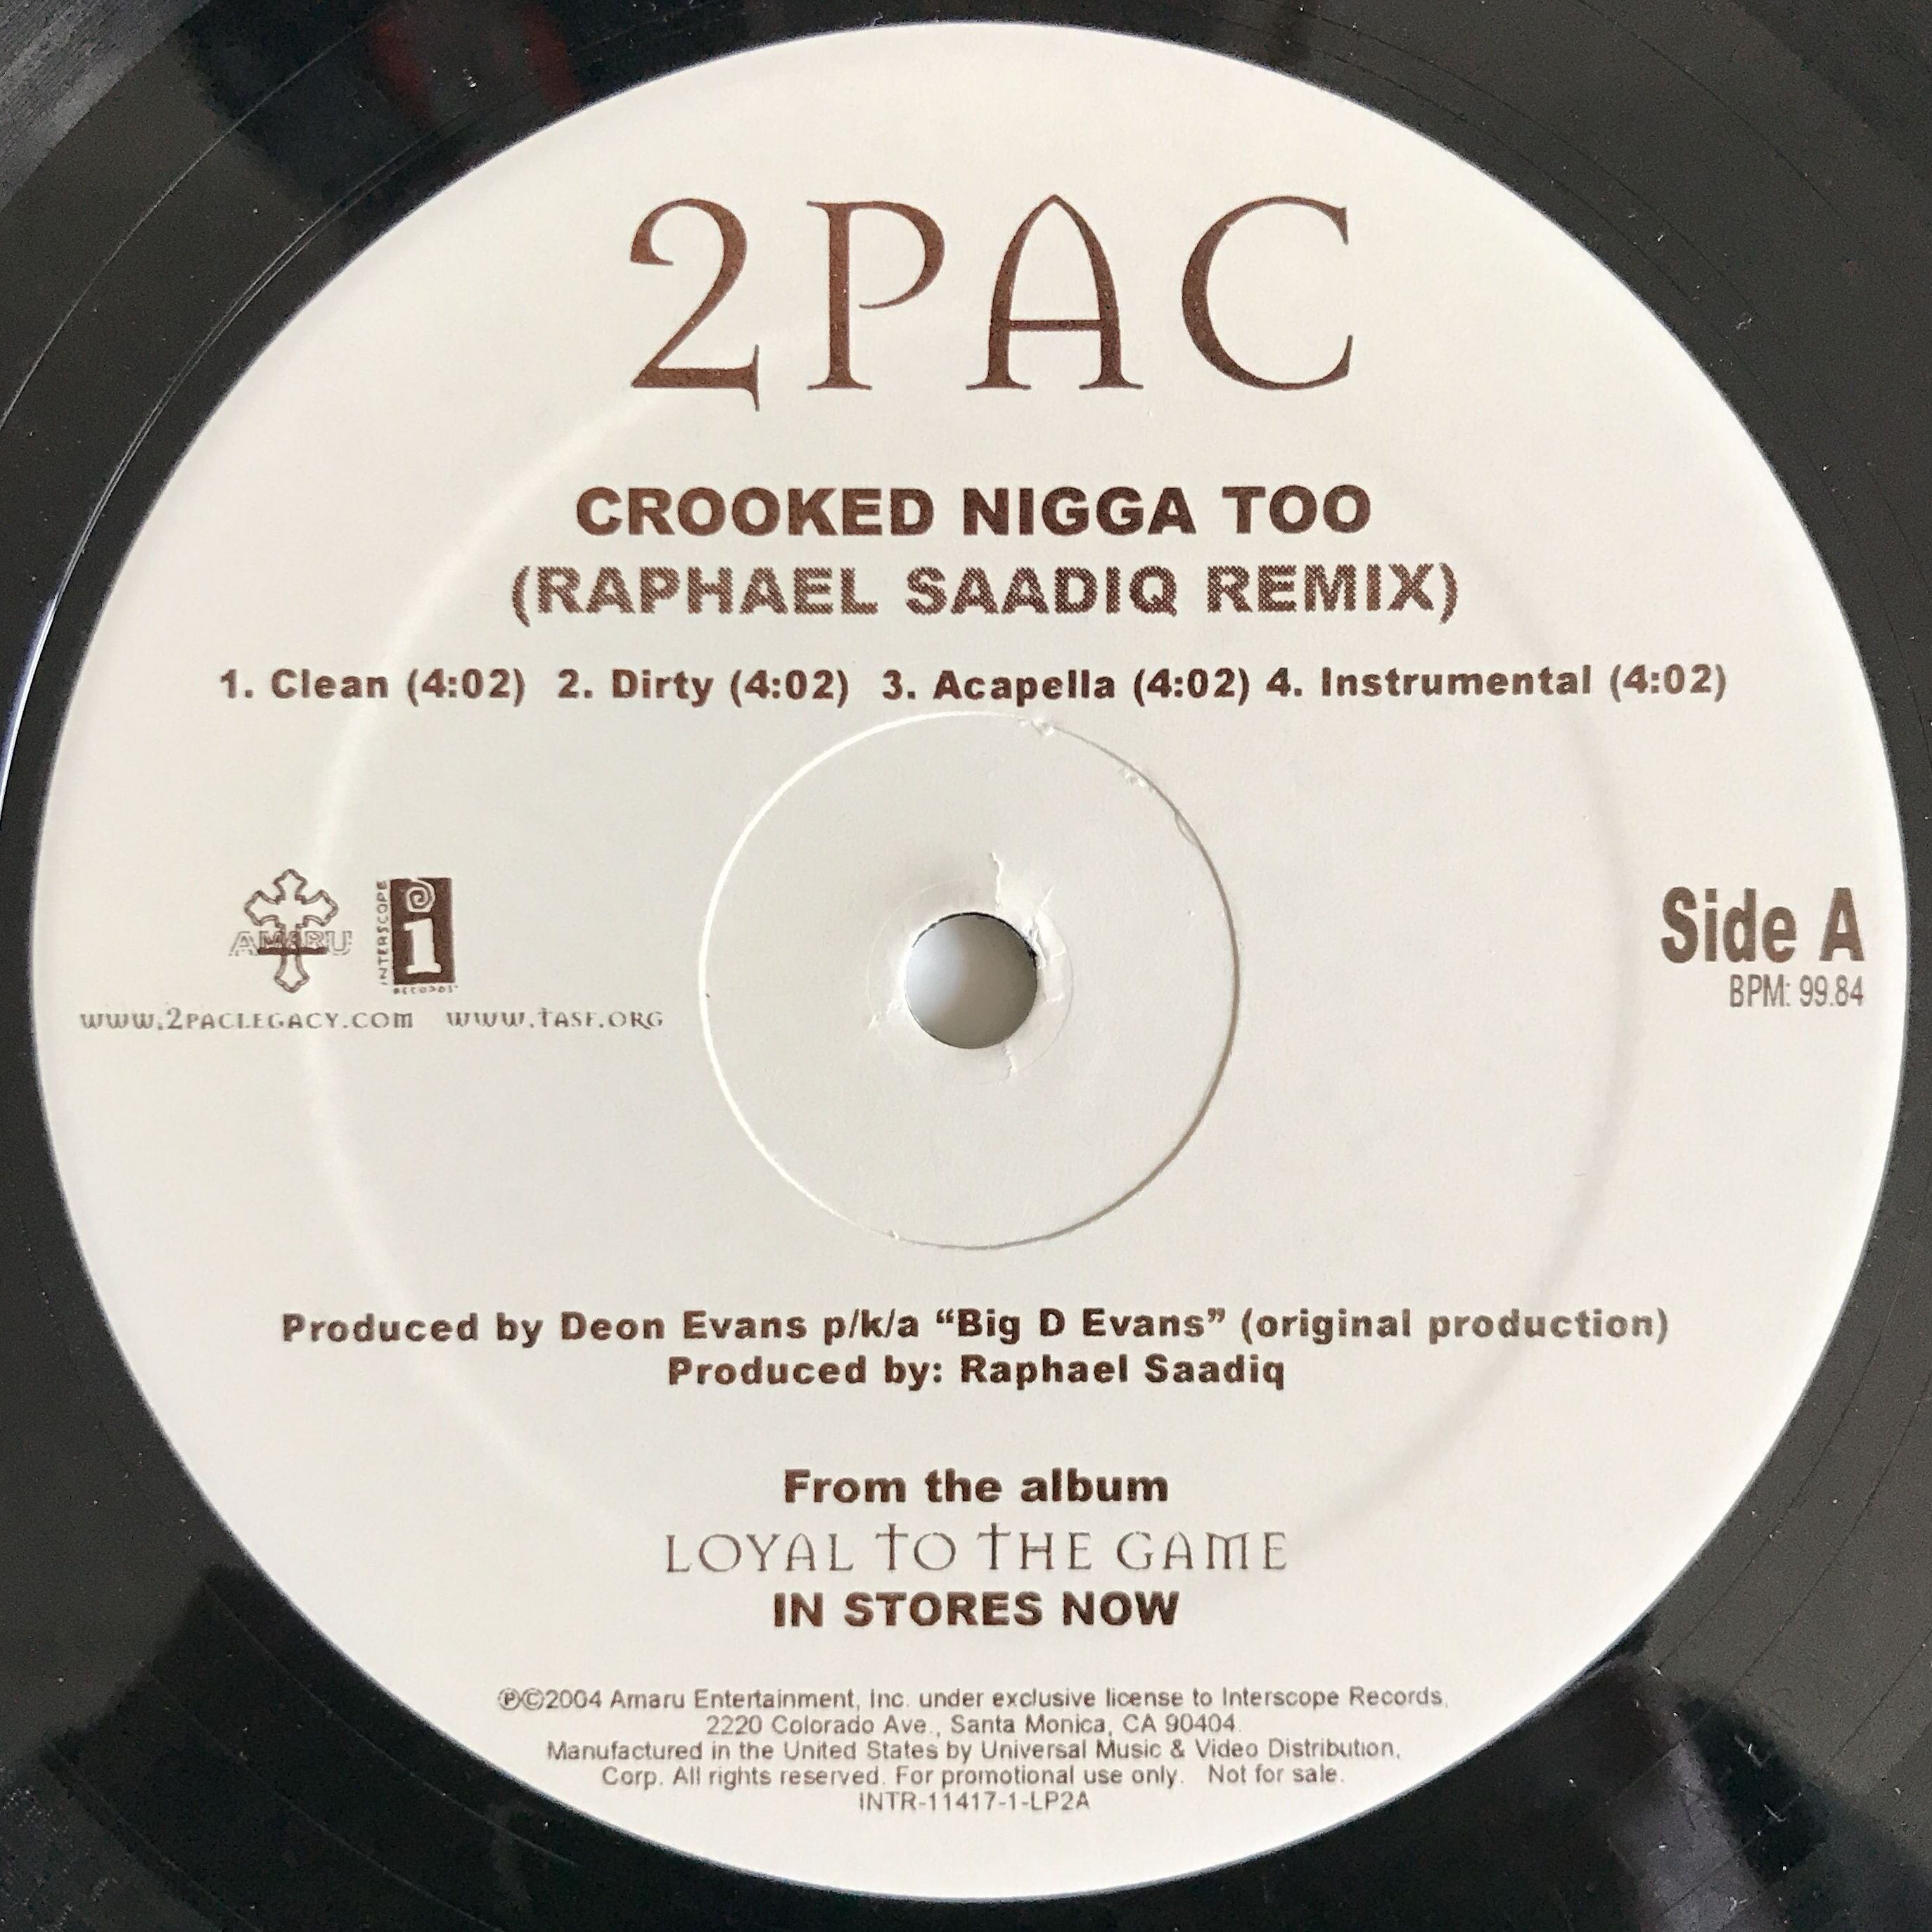 2PAC
CROOKED NIGGA TOO
(RAPHAEL SAADIQ REMIX)
1. Clean (4:02) 2. Dirty (4:02) 3. Acapella (4:02) 4. Instrumental (4:02)
AMARU
INTERSCOPE
i
RECORDS
www.2PACLEGACY.COM www.TASF.ORG
Side A
BPM: 99.84
Produced by Deon Evans p/k/a “Big D Evans” (original production)
Produced by: Raphael Saadiq
From the album
LOYAL TO THE GAME
IN STORES NOW
℗©2004 Amaru Entertainment, Inc. under exclusive license to Interscope Records,
2220 Colorado Ave., Santa Monica, CA 90404.
Manufactured in the United States by Universal Music & Video Distribution,
Corp. All rights reserved. For promotional use only. Not for sale.
INTR-11417-1-LP2A